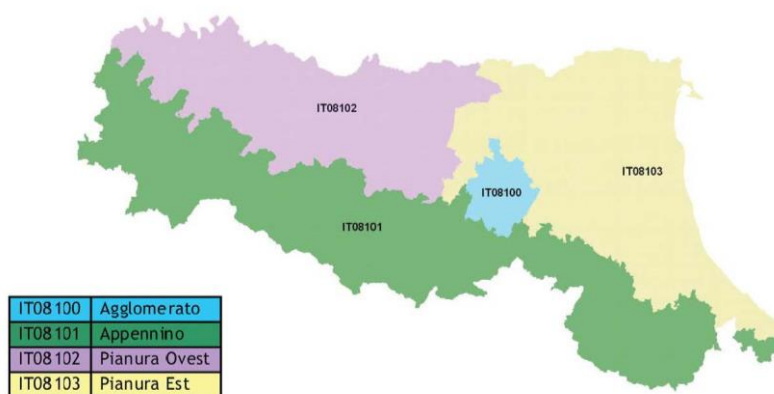 IT08102
IT08103
IT08100
IT08101
IT08100 Agglomerato
IT08101 Appennino
IT08102 Pianura Ovest
IT08103 Pianura Est